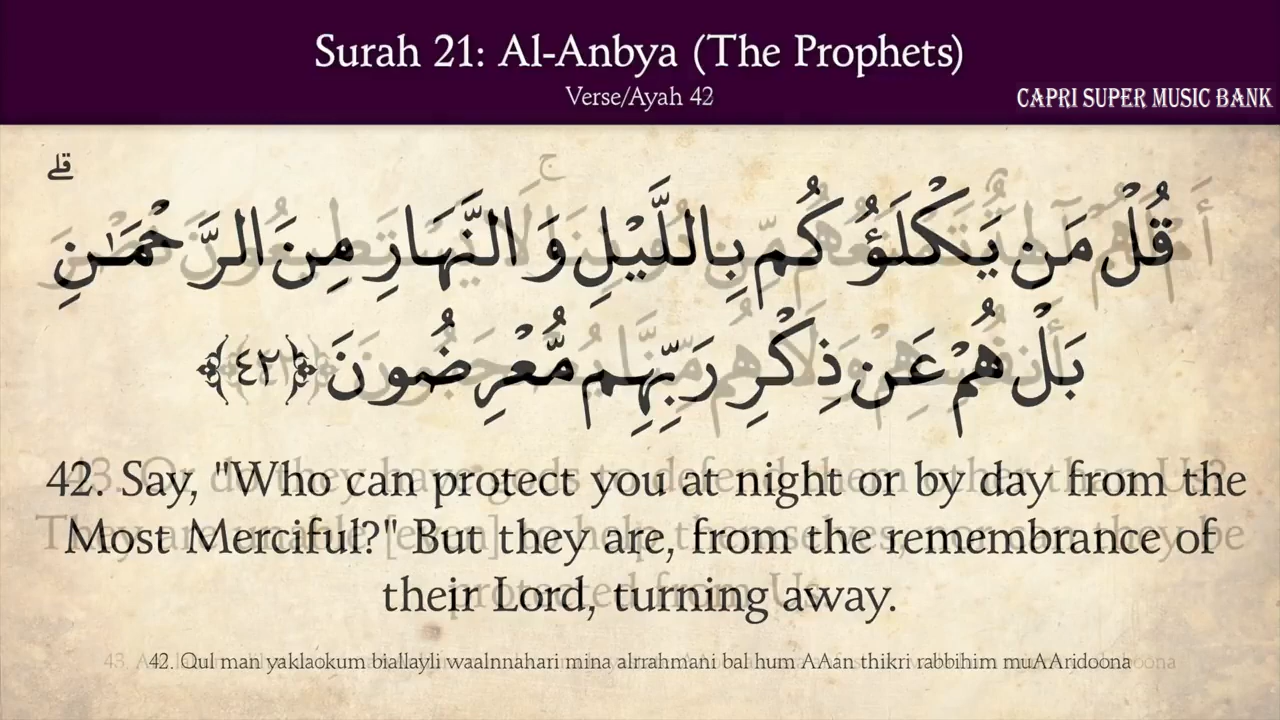 Surah 21: Al-Anbya (The Prophets)
Verse/Ayah 42
CAPRI SUPER MUSIC BANK
قُلْ مَن يَكْلَؤُكُم بِاللَّيْلِ وَالنَّهَارِ مِنَ الرَّحْمَـٰنِ ۗ
بَلْ هُمْ عَن ذِكْرِ رَبِّهِم مُّعْرِضُونَ ﴿٤٢﴾
42. Say, "Who can protect you at night or by day from the
Most Merciful?" But they are, from the remembrance of
their Lord, turning away.
42. Qul man yaklaokum biallayli waalnnahari mina alrrahmani bal hum AAan thikri rabbihim muAAridoona